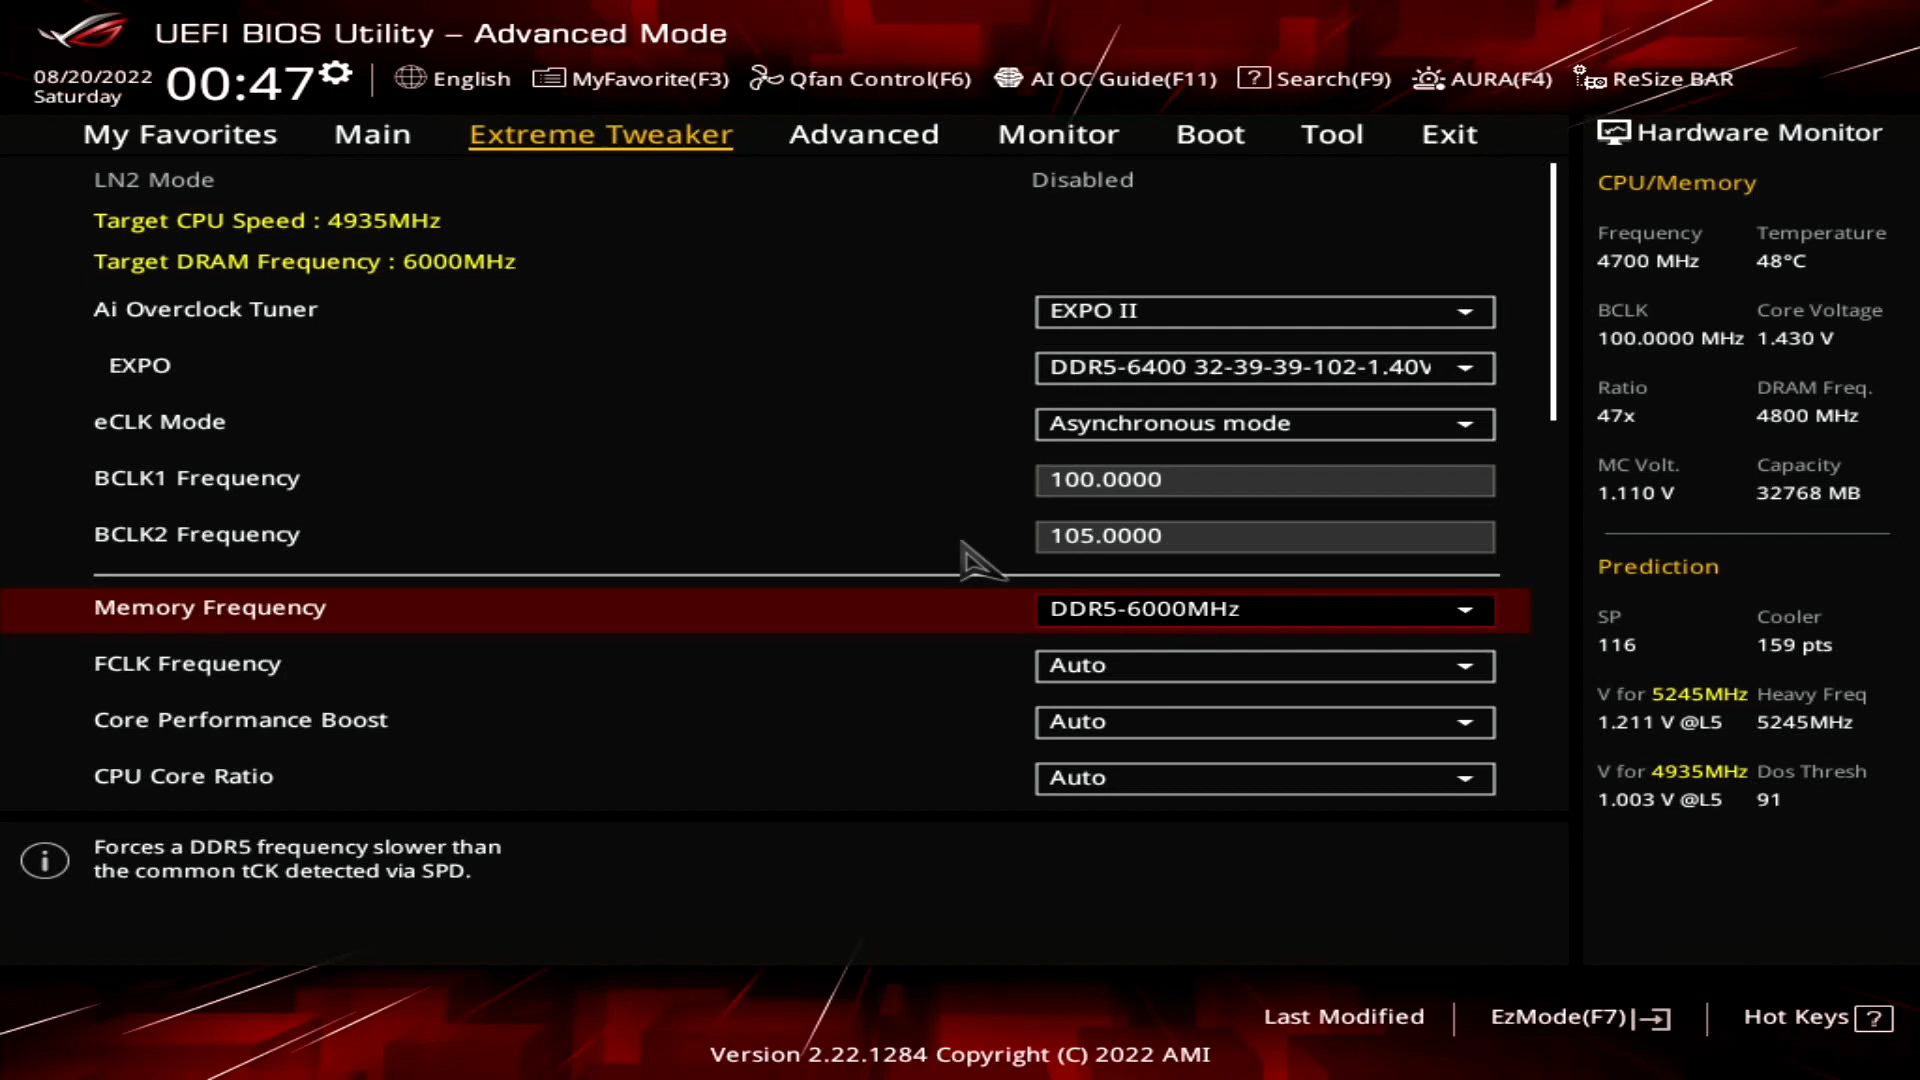 UEFI BIOS Utility – Advanced Mode
08/20/2022
Saturday
00:47
English
MyFavorite(F3)
Qfan Control(F6)
AI OC Guide(F11)
? Search(F9)
AURA(F4)
ReSize BAR
My Favorites
Main
Extreme Tweaker
Advanced
Monitor
Boot
Tool
Exit
LN2 Mode Disabled
Target CPU Speed : 4935MHz
Target DRAM Frequency : 6000MHz
Ai Overclock Tuner EXPO II
EXPO DDR5-6400 32-39-39-102-1.40V
eCLK Mode Asynchronous mode
BCLK1 Frequency 100.0000
BCLK2 Frequency 105.0000
Memory Frequency DDR5-6000MHz
FCLK Frequency Auto
Core Performance Boost Auto
CPU Core Ratio Auto
Forces a DDR5 frequency slower than
the common tCK detected via SPD.
Hardware Monitor
CPU/Memory
Frequency Temperature
4700 MHz 48°C
BCLK Core Voltage
100.0000 MHz 1.430 V
Ratio DRAM Freq.
47x 4800 MHz
MC Volt. Capacity
1.110 V 32768 MB
Prediction
SP Cooler
116 159 pts
V for 5245MHz Heavy Freq
1.211 V @L5 5245MHz
V for 4935MHz Dos Thresh
1.003 V @L5 91
Last Modified
EzMode(F7)
Hot Keys ?
Version 2.22.1284 Copyright (C) 2022 AMI